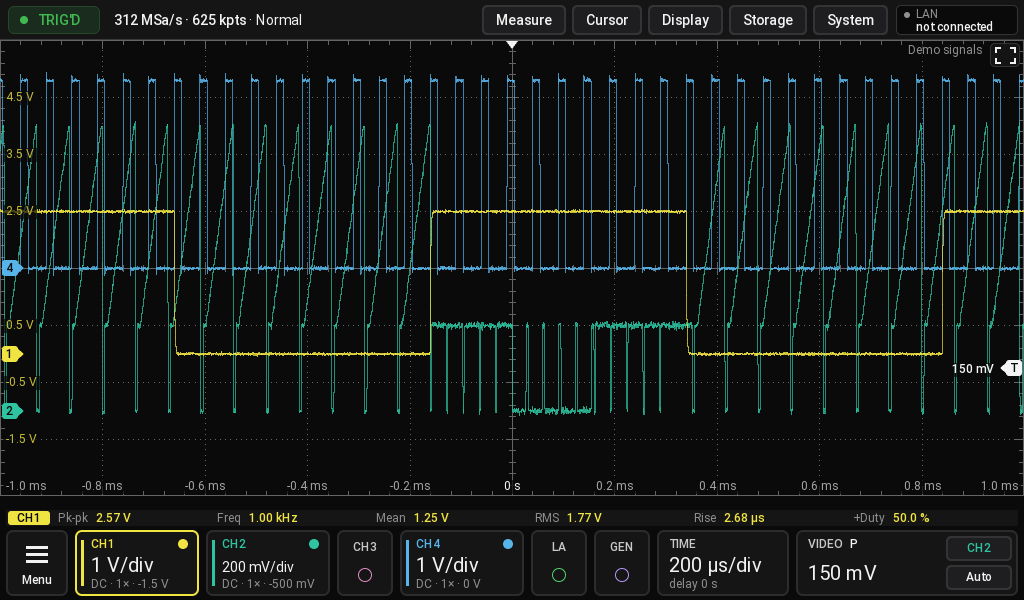 TRIG'D
312 MSa/s · 625 kpts · Normal
Measure
Cursor
Display
Storage
System
LAN
not connected
Demo signals
4.5 V
3.5 V
2.5 V
4
0.5 V
1
-0.5 V
2
-1.5 V
150 mV
T
-1.0 ms
-0.8 ms
-0.6 ms
-0.4 ms
-0.2 ms
0 s
0.2 ms
0.4 ms
0.6 ms
0.8 ms
1.0 ms
CH1 Pk-pk 2.57 V Freq 1.00 kHz Mean 1.25 V RMS 1.77 V Rise 2.68 µs +Duty 50.0 %
Menu
CH1
1 V/div
DC · 1× · -1.5 V
CH2
200 mV/div
DC · 1× · -500 mV
CH3
CH4
1 V/div
DC · 1× · 0 V
LA
GEN
TIME
200 µs/div
delay 0 s
VIDEO P
150 mV
CH2
Auto